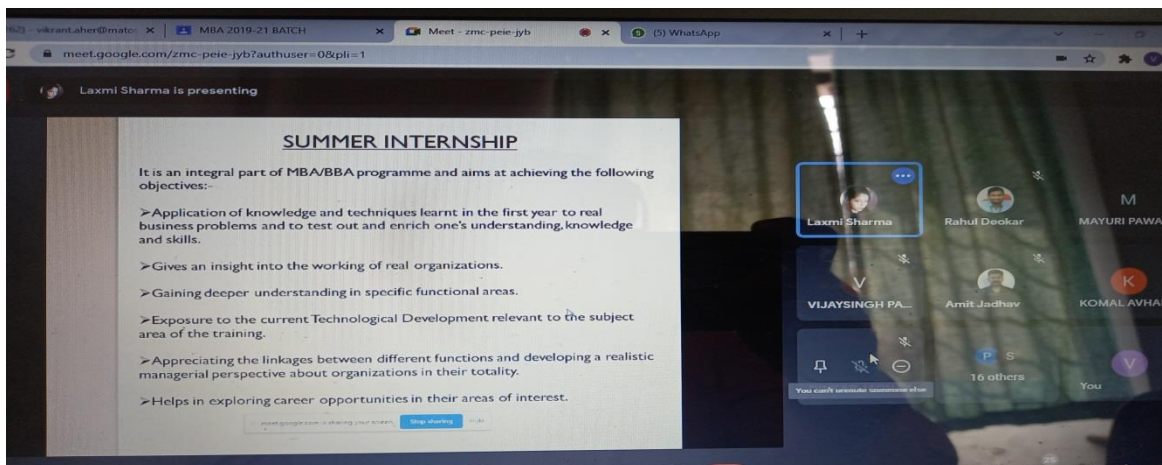 vikrant.aher@matc
MBA 2019-21 BATCH
Meet - zmc-peie-jyb
(5) WhatsApp
meet.google.com/zmc-peie-jyb?authuser=0&pli=1
Laxmi Sharma is presenting
SUMMER INTERNSHIP
It is an integral part of MBA/BBA programme and aims at achieving the following
objectives:-
➢Application of knowledge and techniques learnt in the first year to real
business problems and to test out and enrich one's understanding, knowledge
and skills.
➢Gives an insight into the working of real organizations.
➢Gaining deeper understanding in specific functional areas.
➢Exposure to the current Technological Development relevant to the subject
area of the training.
➢Appreciating the linkages between different functions and developing a realistic
managerial perspective about organizations in their totality.
➢Helps in exploring career opportunities in their areas of interest.
meet.google.com is sharing your screen.
Stop sharing
Laxmi Sharma
Rahul Deokar
M
MAYURI PAWA
V
VIJAYSINGH PA...
Amit Jadhav
K
KOMAL AVHA
P S
16 others
V
You
You can't unmute someone else